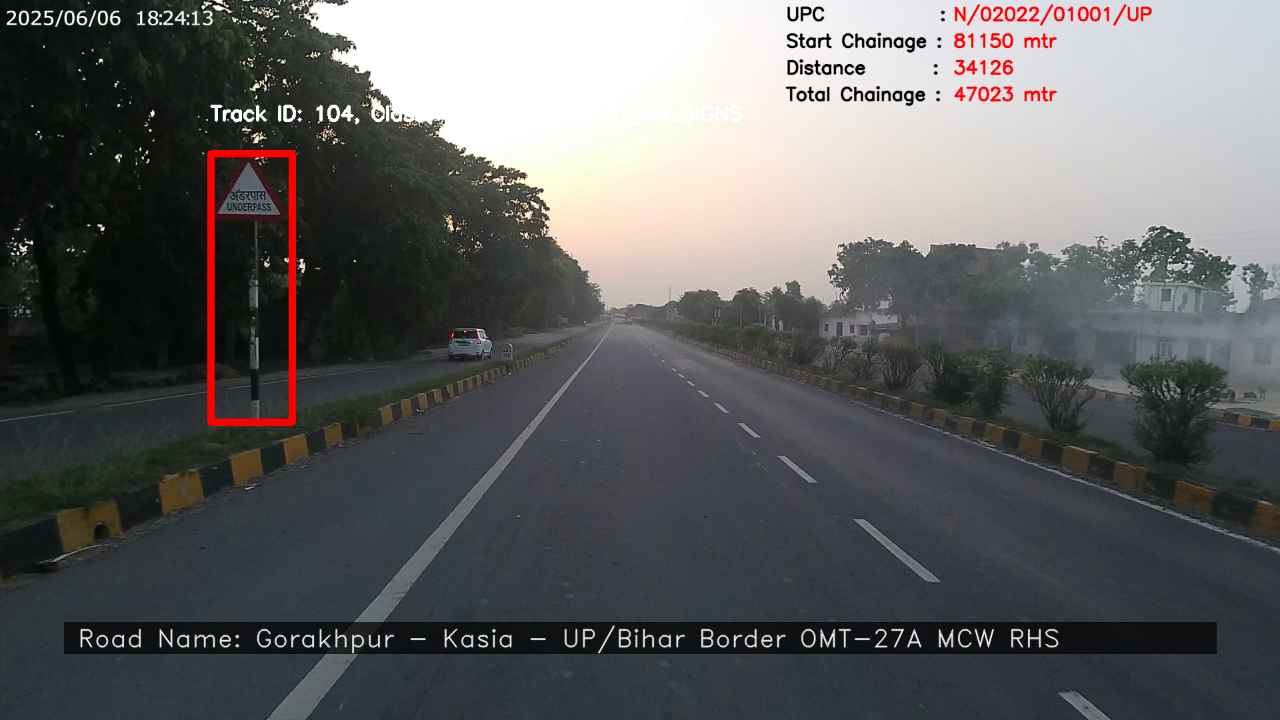 2025/06/06 18:24:13
UPC : N/02022/01001/UP
Start Chainage : 81150 mtr
Distance : 34126
Total Chainage : 47023 mtr
Track ID: 104, SIGNS
अंडरपास
UNDERPASS
Road Name: Gorakhpur - Kasia - UP/Bihar Border OMT-27A MCW RHS